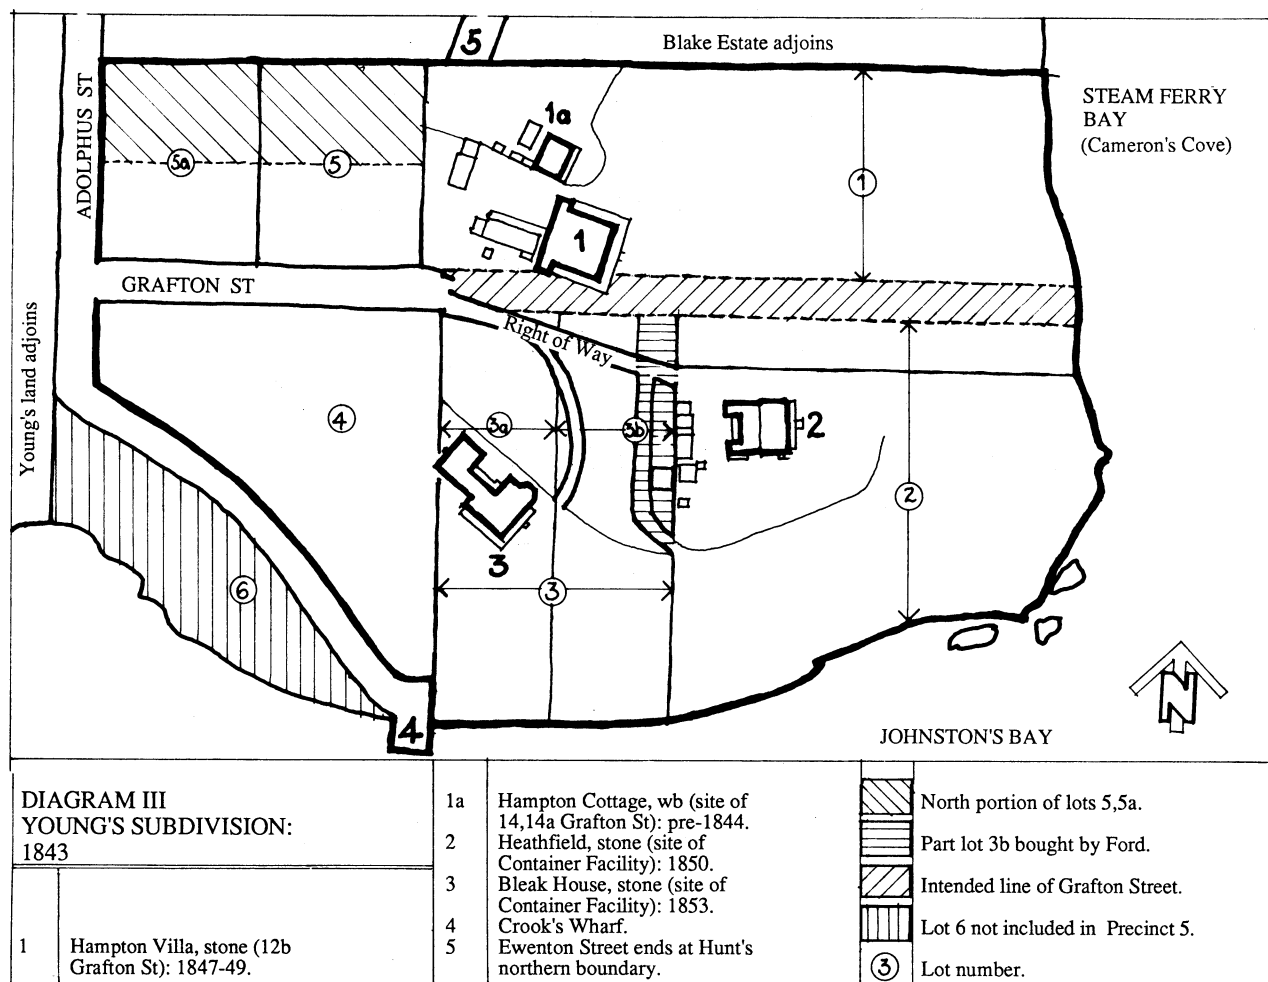 5
Blake Estate adjoins
STEAM FERRY
BAY
(Cameron's Cove)
ADOLPHUS ST
1a
5a
5
1
1
GRAFTON ST
Right of Way
Young's land adjoins
4
3a
3b
2
2
3
6
3
4
N
JOHNSTON'S BAY
DIAGRAM III
YOUNG'S SUBDIVISION:
1843
1 Hampton Villa, stone (12b
Grafton St): 1847-49.
1a Hampton Cottage, wb (site of
14,14a Grafton St): pre-1844.
2 Heathfield, stone (site of
Container Facility): 1850.
3 Bleak House, stone (site of
Container Facility): 1853.
4 Crook's Wharf.
5 Ewenton Street ends at Hunt's
northern boundary.
North portion of lots 5,5a.
Part lot 3b bought by Ford.
Intended line of Grafton Street.
Lot 6 not included in Precinct 5.
3 Lot number.